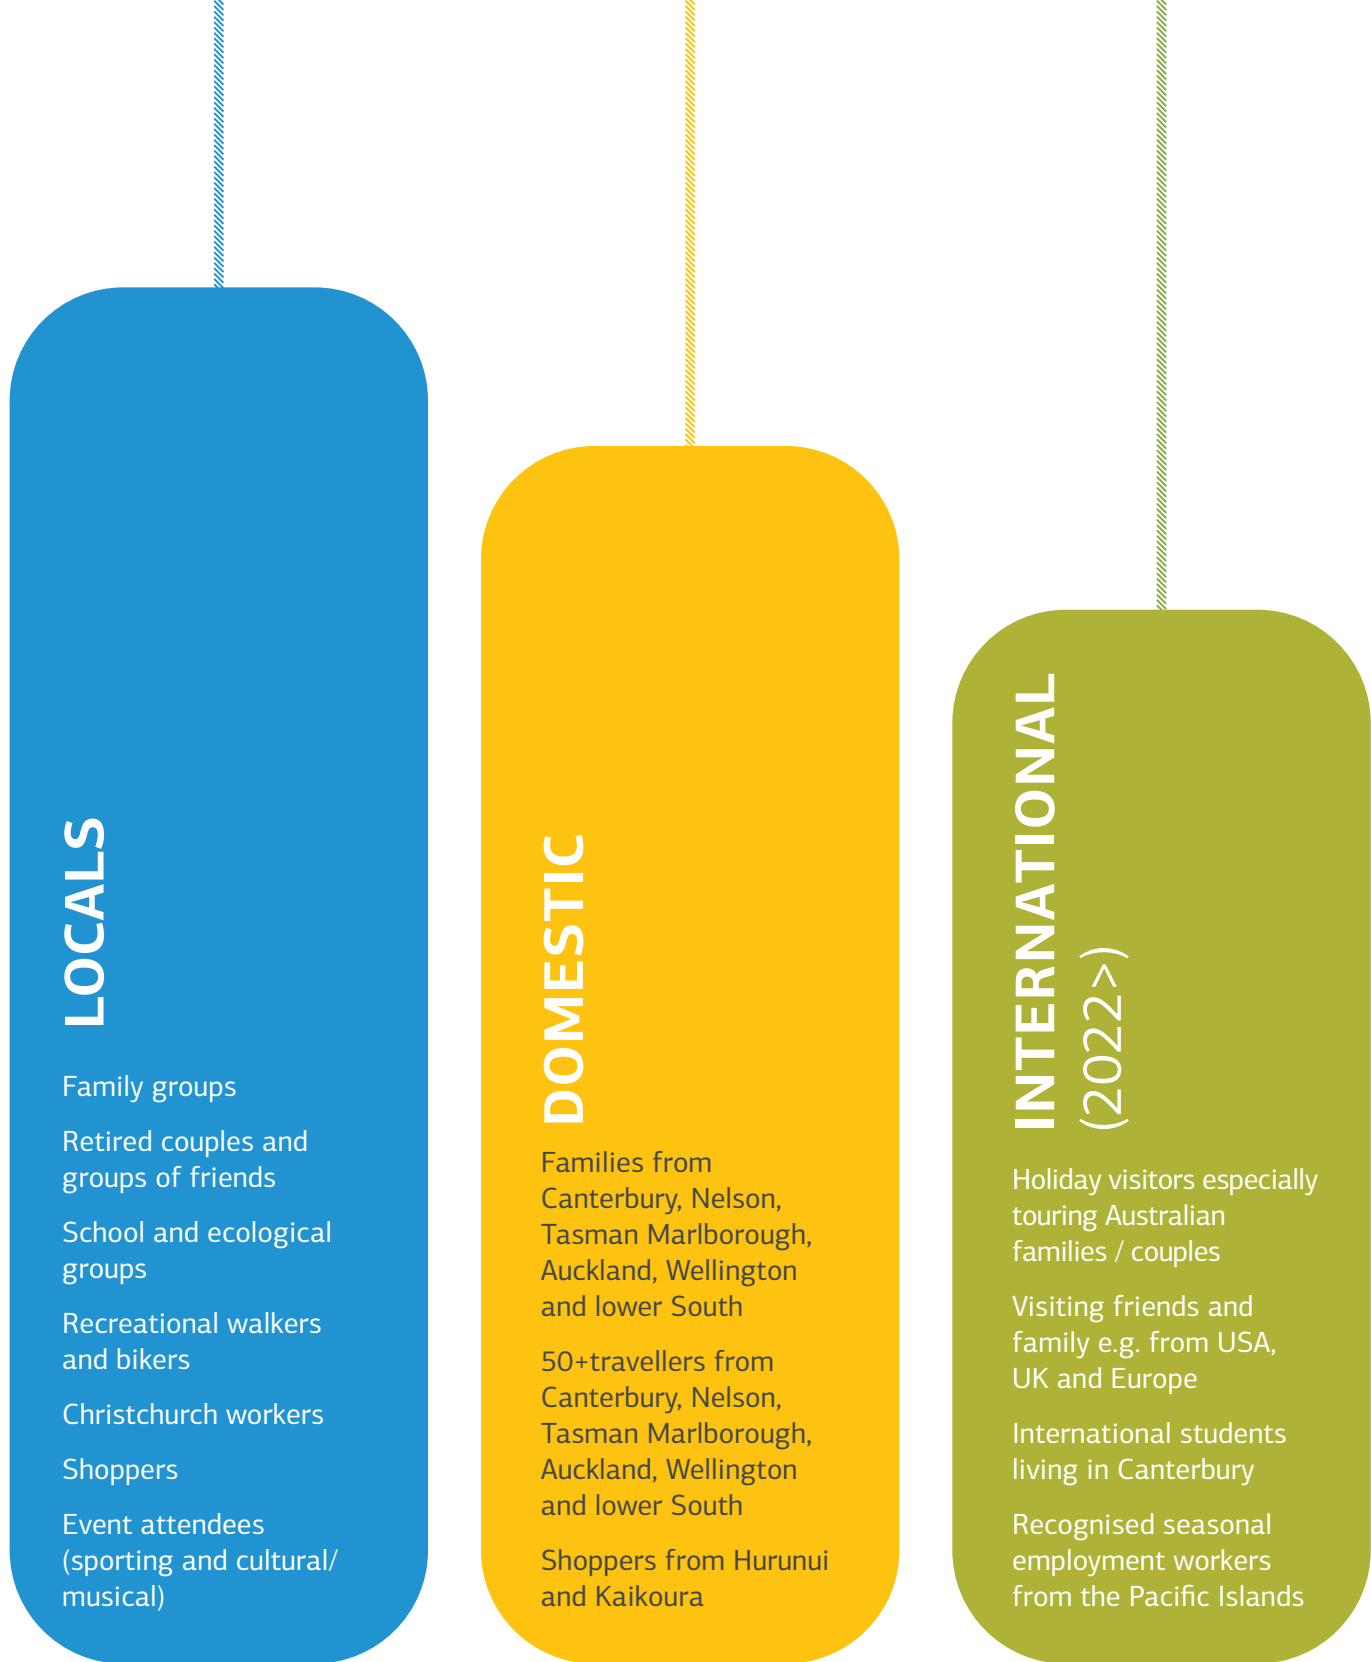 LOCALS
Family groups
Retired couples and
groups of friends
School and ecological
groups
Recreational walkers
and bikers
Christchurch workers
Shoppers
Event attendees
(sporting and cultural/
musical)
DOMESTIC
Families from
Canterbury, Nelson,
Tasman Marlborough,
Auckland, Wellington
and lower South
50+travellers from
Canterbury, Nelson,
Tasman Marlborough,
Auckland, Wellington
and lower South
Shoppers from Hurunui
and Kaikoura
INTERNATIONAL
(2022>)
Holiday visitors especially
touring Australian
families / couples
Visiting friends and
family e.g. from USA,
UK and Europe
International students
living in Canterbury
Recognised seasonal
employment workers
from the Pacific Islands